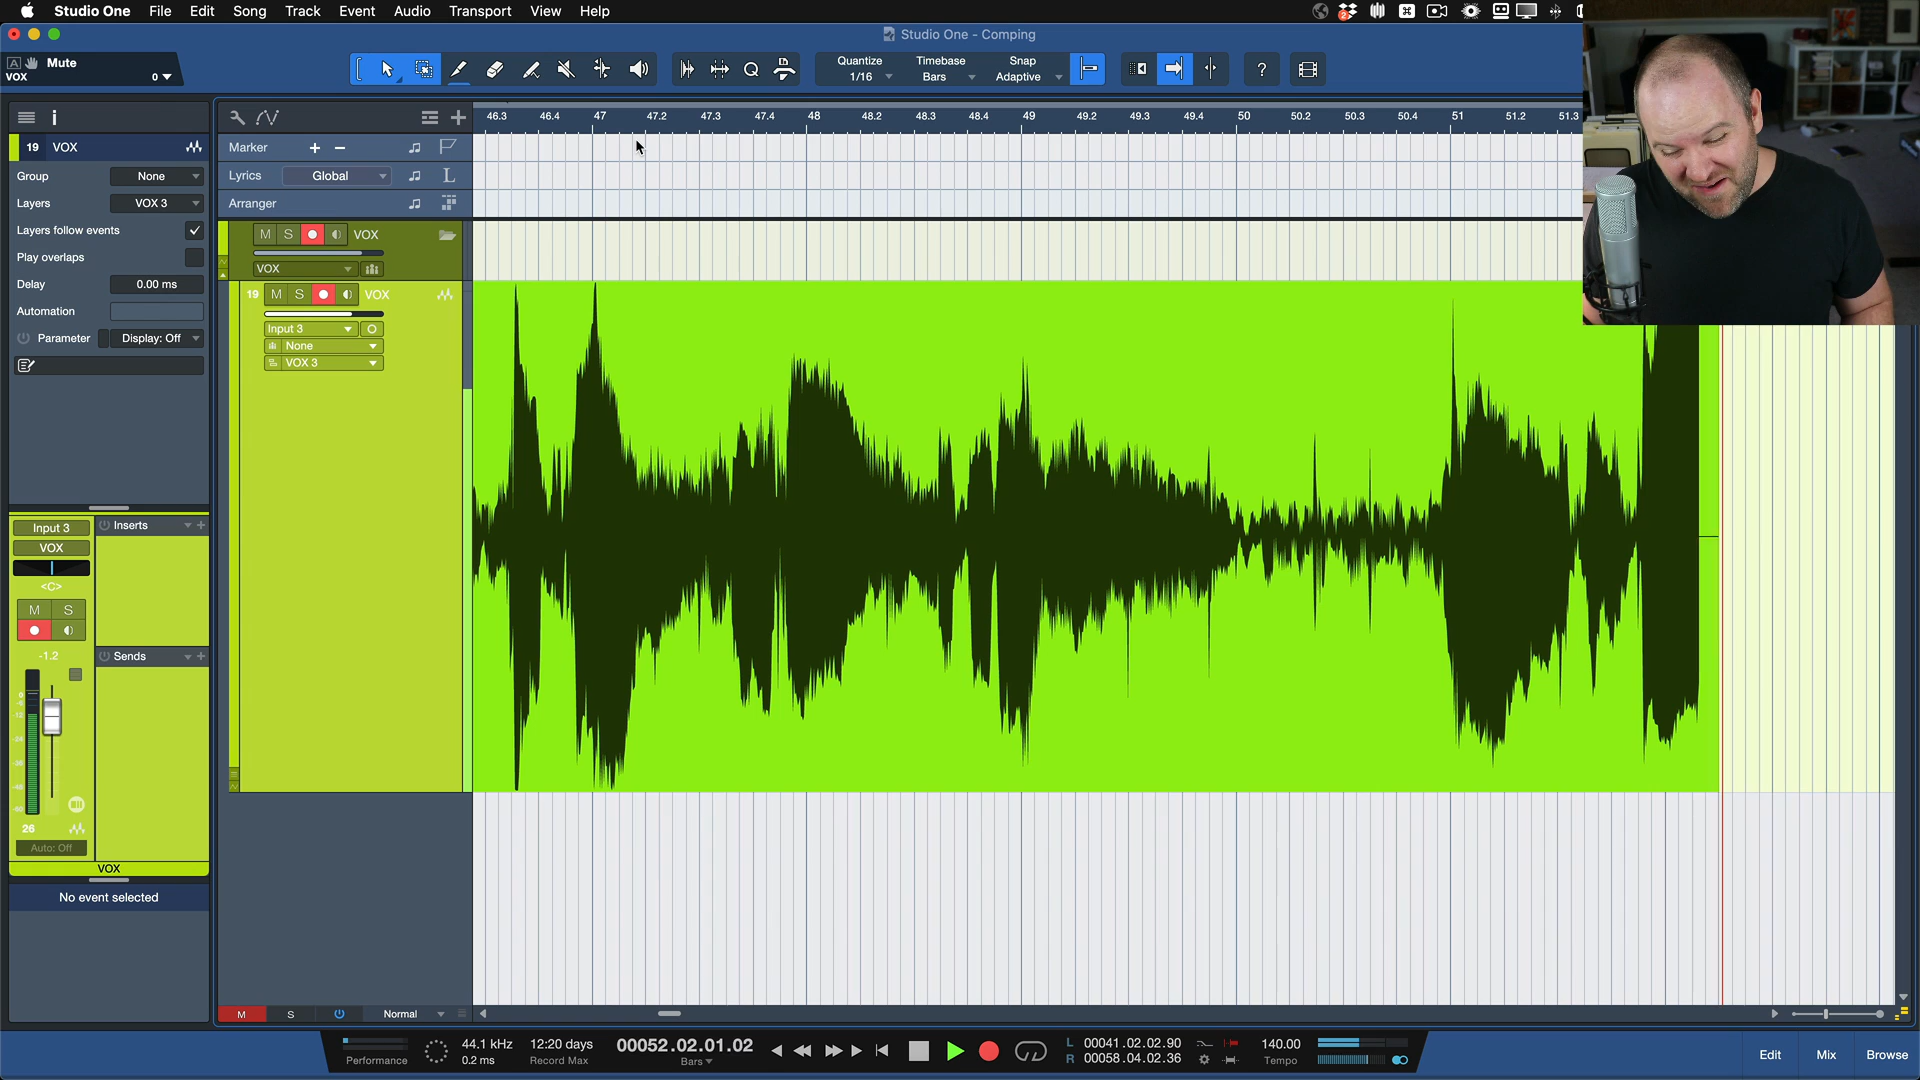 Studio One File Edit Song Track Event Audio Transport View Help
Studio One - Comping
Mute
VOX 0
Quantize Timebase Snap
1/16 Bars Adaptive
?
i
46.3 46.4 47 47.2 47.3 47.4 48 48.2 48.3 48.4 49 49.2 49.3 49.4 50 50.2 50.3 50.4 51 51.2 51.3
19 VOX
Marker + −
Group None
Lyrics Global L
Layers VOX 3
Arranger
Layers follow events
M S VOX
Play overlaps
VOX
Delay 0.00 ms
19 M S VOX
Automation
Input 3
Parameter Display: Off
None
VOX 3
Input 3 Inserts
VOX
<C>
M S
-1.2 Sends
0
-6
-12
-24
-36
-48
-60
26
Auto: Off
VOX
No event selected
M S Normal
Performance
44.1 kHz
0.2 ms
12:20 days
Record Max
00052.02.01.02
Bars
L 00041.02.02.90
R 00058.04.02.36
140.00
Tempo
Edit Mix Browse